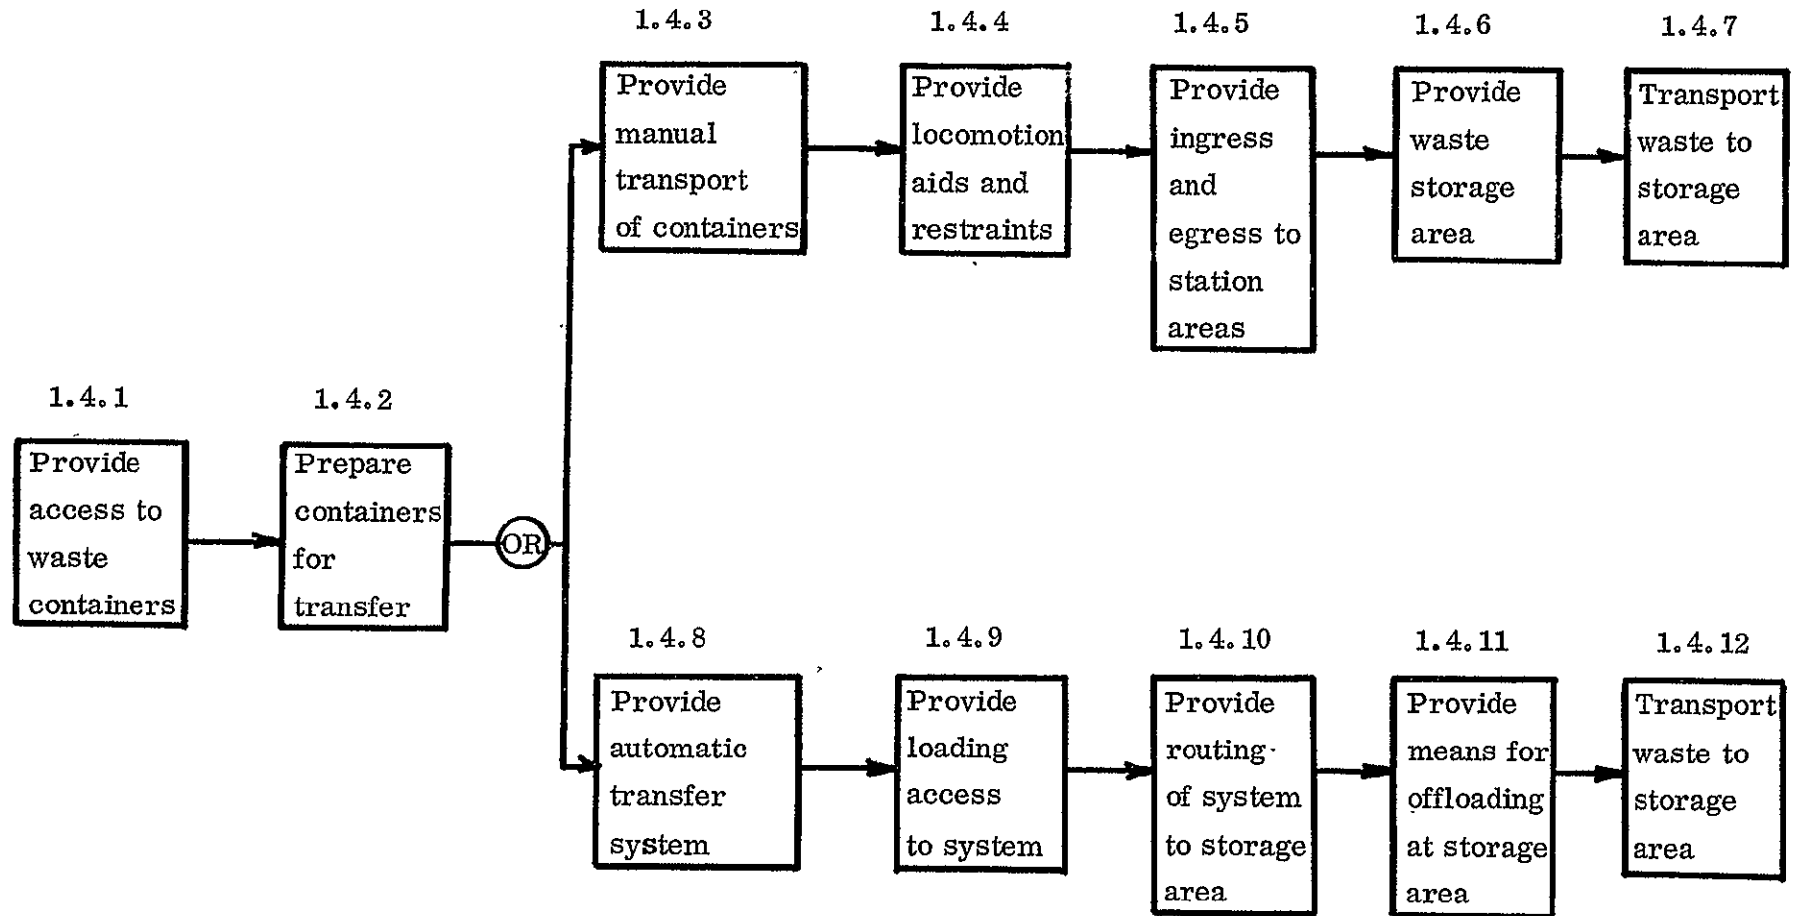 1.4.3
Provide
manual
transport
of containers
1.4.4
Provide
locomotion
aids and
restraints
1.4.5
Provide
ingress
and
egress to
station
areas
1.4.6
Provide
waste
storage
area
1.4.7
Transport
waste to
storage
area
1.4.1
Provide
access to
waste
containers
1.4.2
Prepare
containers
for
transfer
OR
1.4.8
Provide
automatic
transfer
system
1.4.9
Provide
loading
access
to system
1.4.10
Provide
routing
of system
to storage
area
1.4.11
Provide
means for
offloading
at storage
area
1.4.12
Transport
waste to
storage
area